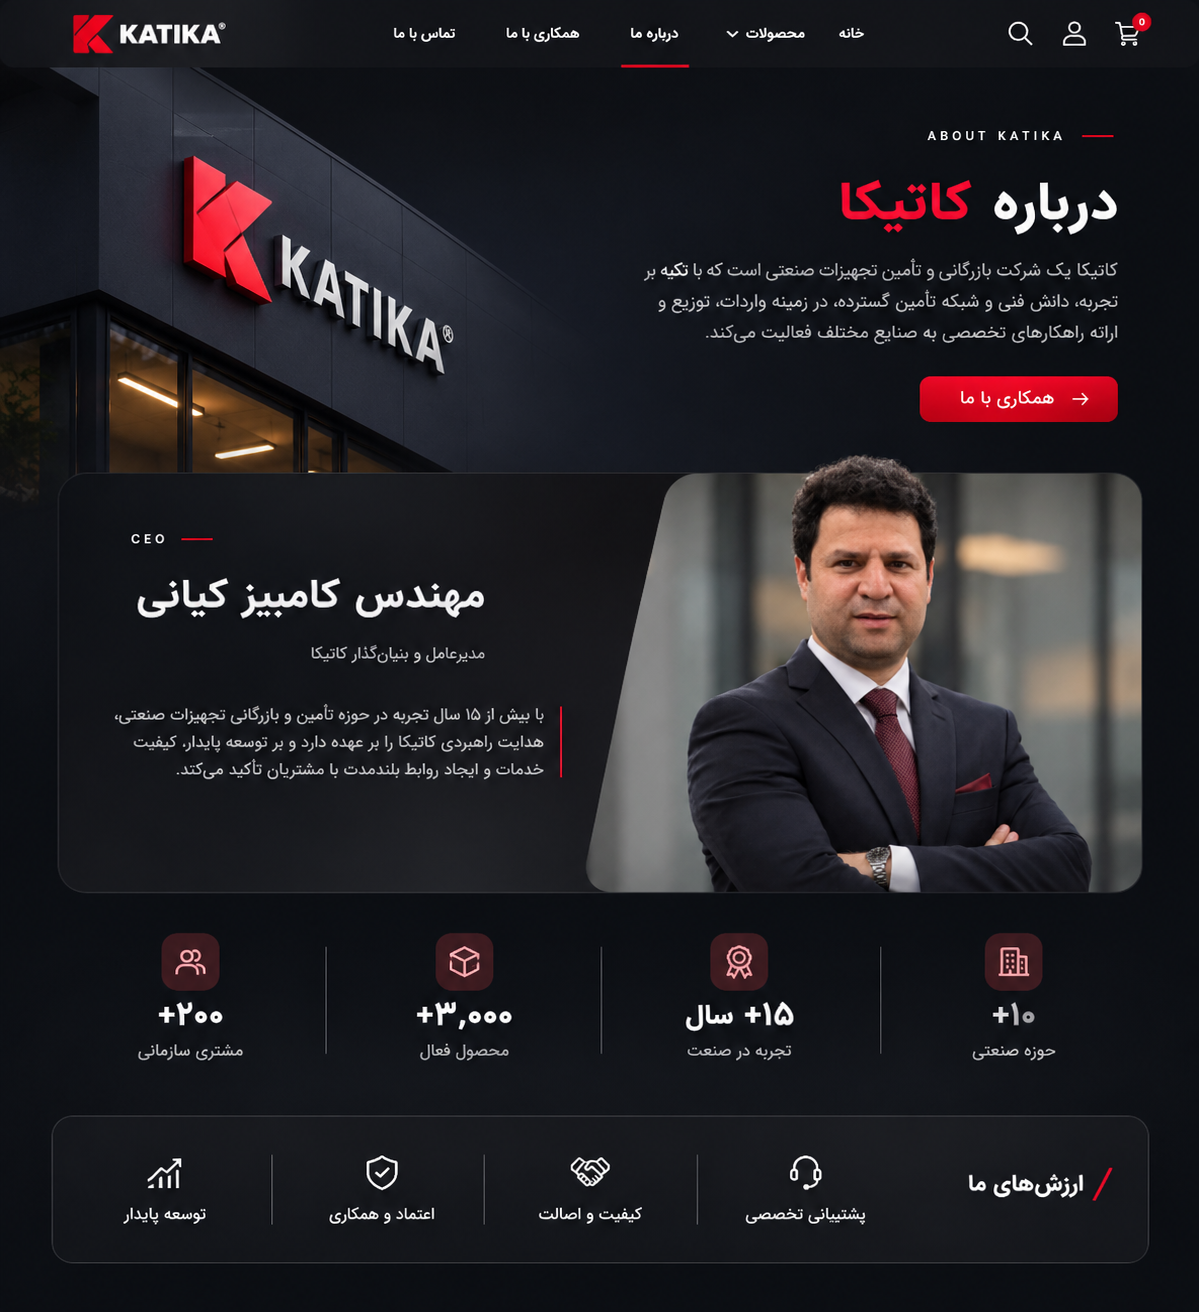 KATIKA®
خانه
محصولات
درباره ما
همکاری با ما
تماس با ما
0
KATIKA®
ABOUT KATIKA
درباره کاتیکا
کاتیکا یک شرکت بازرگانی و تأمین تجهیزات صنعتی است که با تکیه بر
تجربه، دانش فنی و شبکه تأمین گسترده، در زمینه واردات، توزیع و
ارائه راهکارهای تخصصی به صنایع مختلف فعالیت می‌کند.
همکاری با ما
CEO
مهندس کامبیز کیانی
مدیرعامل و بنیان‌گذار کاتیکا
با بیش از ۱۵ سال تجربه در حوزه تأمین و بازرگانی تجهیزات صنعتی،
هدایت راهبردی کاتیکا را بر عهده دارد و بر توسعه پایدار، کیفیت
خدمات و ایجاد روابط بلندمدت با مشتریان تأکید می‌کند.
۱۰+
حوزه صنعتی
۱۵+ سال
تجربه در صنعت
۳,۰۰۰+
محصول فعال
۲۰۰+
مشتری سازمانی
ارزش‌های ما
پشتیبانی تخصصی
کیفیت و اصالت
اعتماد و همکاری
توسعه پایدار